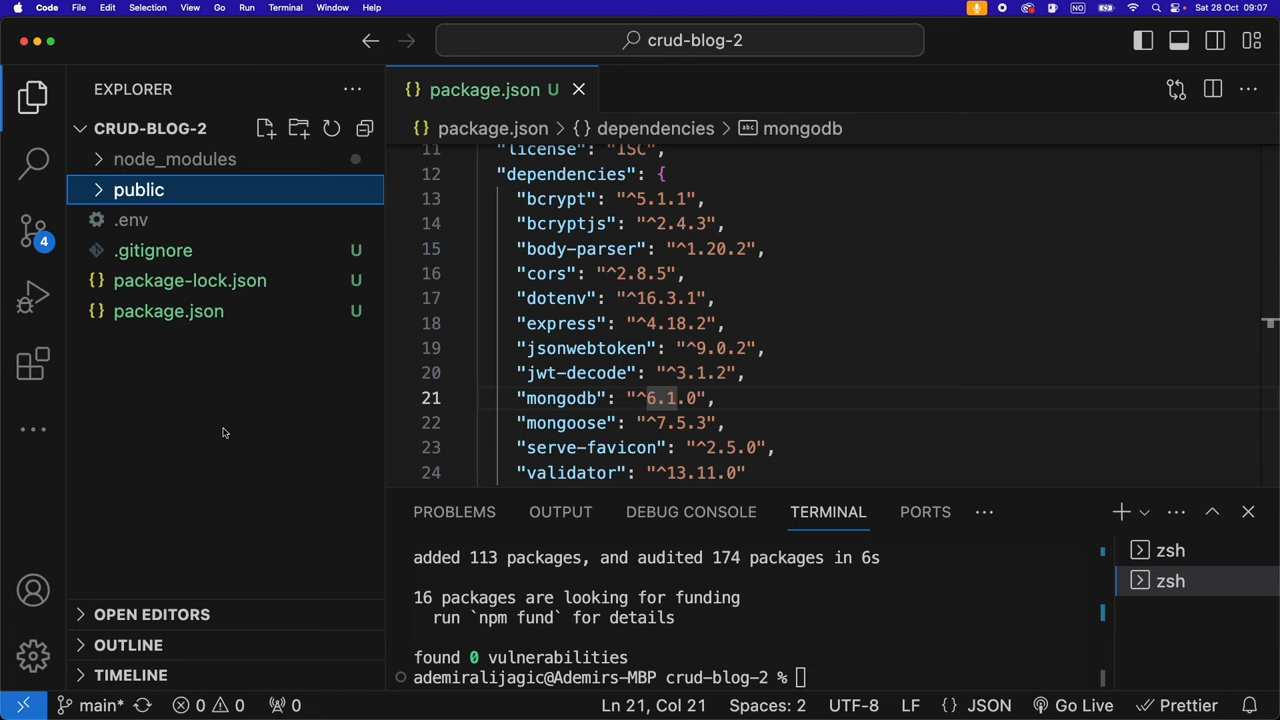 Code File Edit Selection View Go Run Terminal Window Help NO Sat 28 Oct 09:07
crud-blog-2
EXPLORER
CRUD-BLOG-2
node_modules
public
.env
.gitignore U
package-lock.json U
package.json U
OPEN EDITORS
OUTLINE
TIMELINE
4
{} package.json U
{} package.json > {} dependencies > abc mongodb
11 "license": "ISC",
12 "dependencies": {
13 "bcrypt": "^5.1.1",
14 "bcryptjs": "^2.4.3",
15 "body-parser": "^1.20.2",
16 "cors": "^2.8.5",
17 "dotenv": "^16.3.1",
18 "express": "^4.18.2",
19 "jsonwebtoken": "^9.0.2",
20 "jwt-decode": "^3.1.2",
21 "mongodb": "^6.1.0",
22 "mongoose": "^7.5.3",
23 "serve-favicon": "^2.5.0",
24 "validator": "^13.11.0"
PROBLEMS OUTPUT DEBUG CONSOLE TERMINAL PORTS
added 113 packages, and audited 174 packages in 6s
16 packages are looking for funding
run `npm fund` for details
found 0 vulnerabilities
ademiralijagic@Ademirs-MBP crud-blog-2 %
zsh
zsh
main* 0 0 0 Ln 21, Col 21 Spaces: 2 UTF-8 LF {} JSON Go Live Prettier